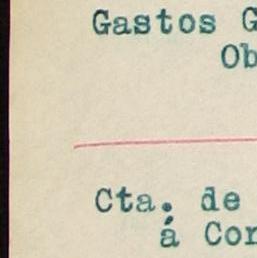 Gastos G
Ob
Cta. de
á Cor